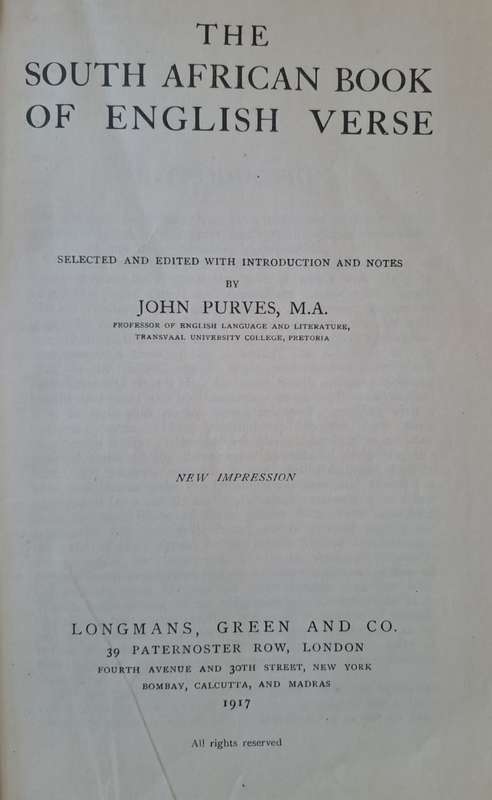 THE
SOUTH AFRICAN BOOK
OF ENGLISH VERSE
SELECTED AND EDITED WITH INTRODUCTION AND NOTES
BY
JOHN PURVES, M.A.
PROFESSOR OF ENGLISH LANGUAGE AND LITERATURE,
TRANSVAAL UNIVERSITY COLLEGE, PRETORIA
NEW IMPRESSION
LONGMANS, GREEN AND CO.
39 PATERNOSTER ROW, LONDON
FOURTH AVENUE AND 30TH STREET, NEW YORK
BOMBAY, CALCUTTA, AND MADRAS
1917
All rights reserved